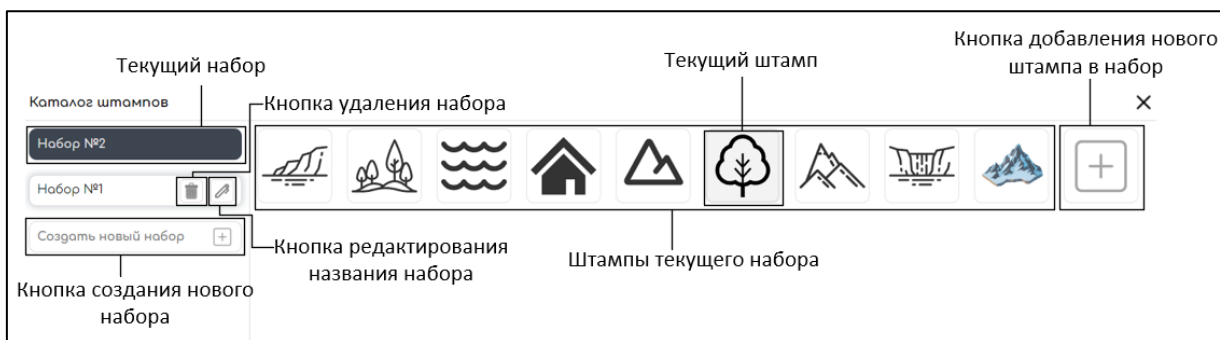 Кнопка добавления нового
штампа в набор
Текущий набор
Текущий штамп
Каталог штампов
Кнопка удаления набора
Набор №2
Набор №1
Создать новый набор
Кнопка редактирования
названия набора
Штампы текущего набора
Кнопка создания нового
набора